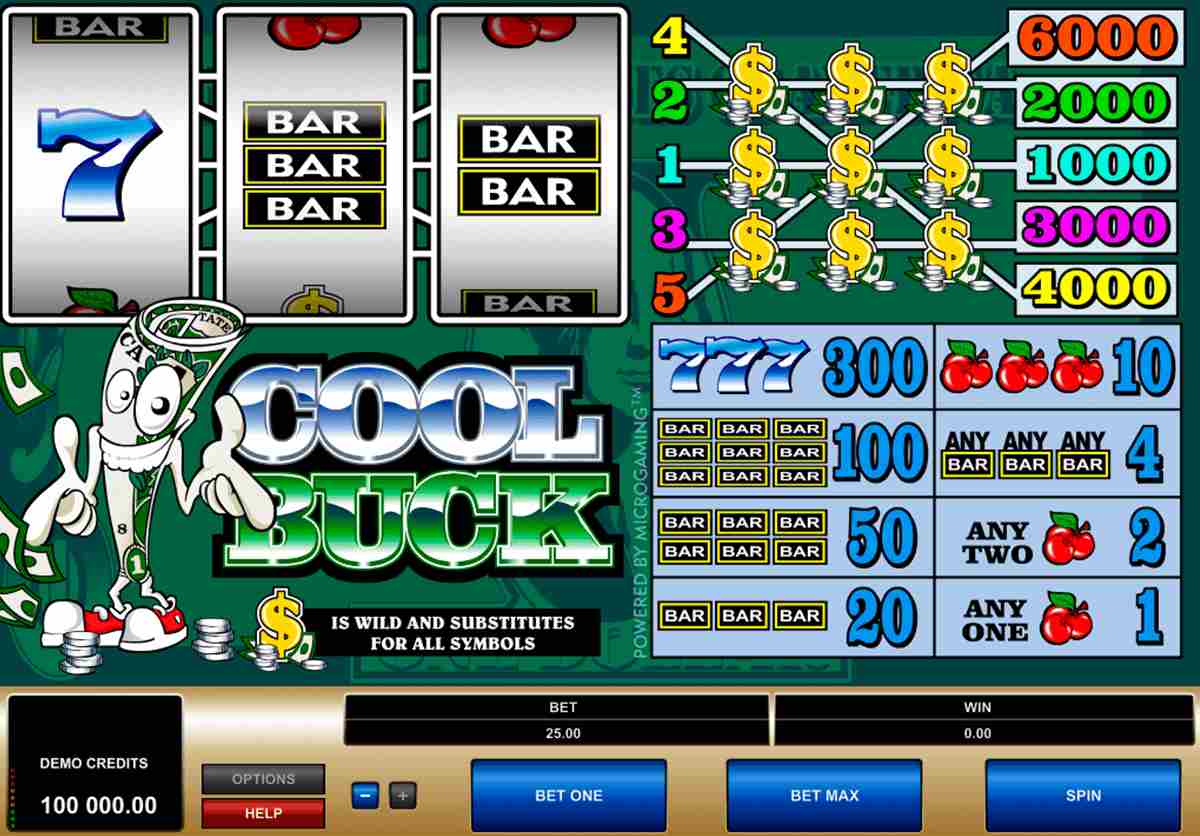 BAR
7
BAR
BAR
BAR
BAR
BAR
BAR
4 $ $ $ 6000
2 2000
1 $ $ $ 1000
3 $ $ $ 3000
5 4000
TATE
CA
8
1
COOL
BUCK
$ IS WILD AND SUBSTITUTES
FOR ALL SYMBOLS
POWERED BY MICROGAMING™
777 300
BAR BAR BAR
BAR BAR BAR
BAR BAR BAR
100
BAR BAR BAR
BAR BAR BAR
50
BAR BAR BAR 20
10
ANY ANY ANY
BAR BAR BAR
4
ANY
TWO
2
ANY
ONE
1
DEMO CREDITS
100 000.00
OPTIONS
HELP
BET
25.00
WIN
0.00
- +
BET ONE
BET MAX
SPIN